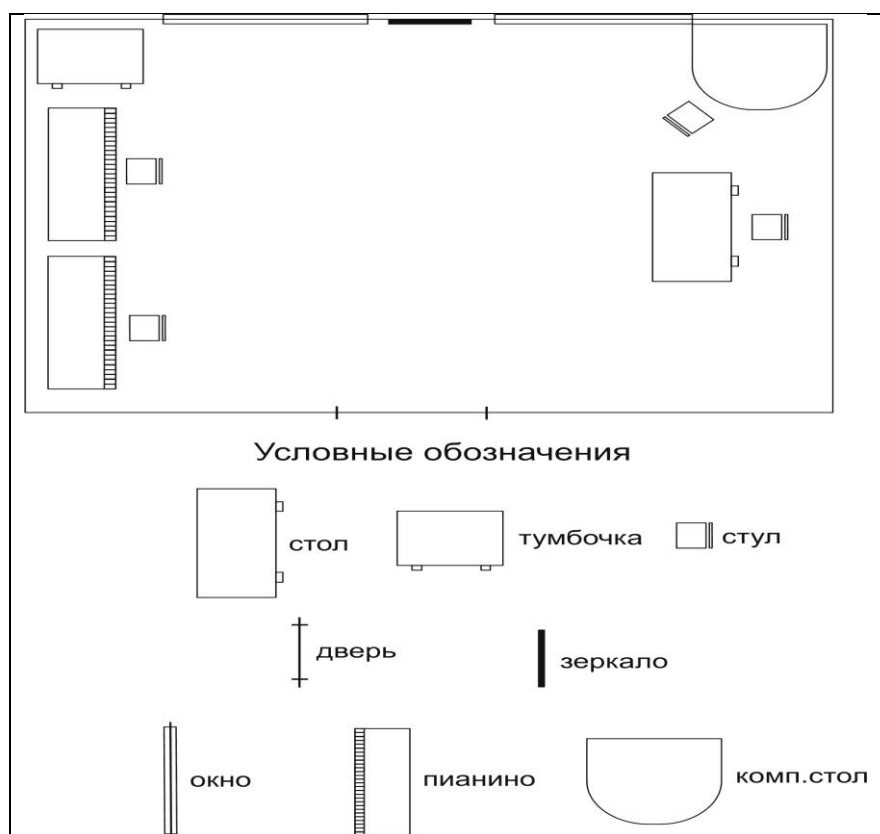 Условные обозначения
стол
тумбочка
стул
дверь
зеркало
окно
пианино
комп.стол